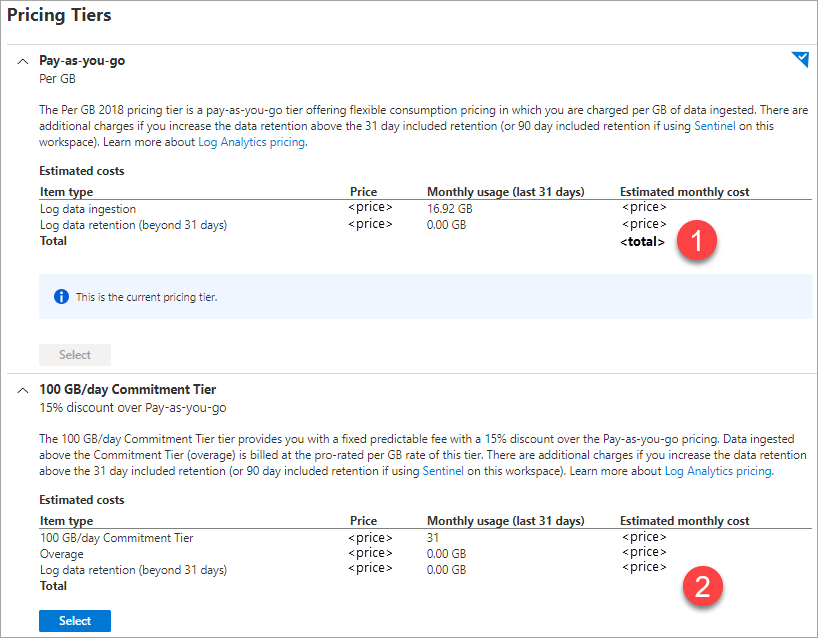 Pricing Tiers
Pay-as-you-go
Per GB
The Per GB 2018 pricing tier is a pay-as-you-go tier offering flexible consumption pricing in which you are charged per GB of data ingested. There are
additional charges if you increase the data retention above the 31 day included retention (or 90 day included retention if using Sentinel on this
workspace). Learn more about Log Analytics pricing.
Estimated costs
Item type Price Monthly usage (last 31 days) Estimated monthly cost
Log data ingestion <price> 16.92 GB <price>
Log data retention (beyond 31 days) <price> 0.00 GB <price>
Total <total> 1
This is the current pricing tier.
Select
100 GB/day Commitment Tier
15% discount over Pay-as-you-go
The 100 GB/day Commitment Tier tier provides you with a fixed predictable fee with a 15% discount over the Pay-as-you-go pricing. Data ingested
above the Commitment Tier (overage) is billed at the pro-rated per GB rate of this tier. There are additional charges if you increase the data retention
above the 31 day included retention (or 90 day included retention if using Sentinel on this workspace). Learn more about Log Analytics pricing.
Estimated costs
Item type Price Monthly usage (last 31 days) Estimated monthly cost
100 GB/day Commitment Tier <price> 31 <price>
Overage <price> 0.00 GB <price>
Log data retention (beyond 31 days) <price> 0.00 GB <price>
Total 2
Select